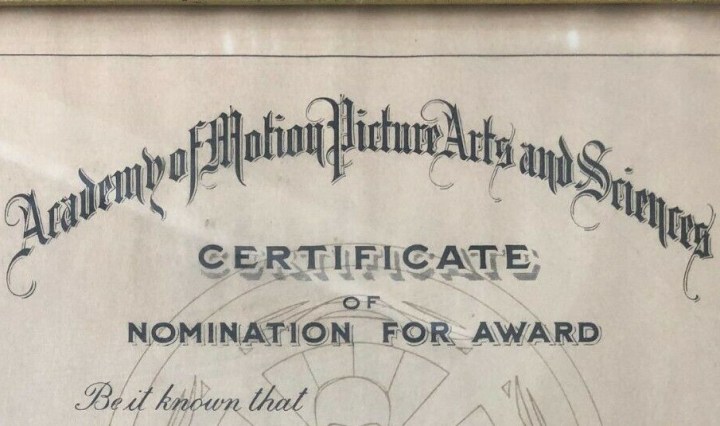 Academy of Motion Picture Arts and Sciences
CERTIFICATE
OF
NOMINATION FOR AWARD
Be it known that